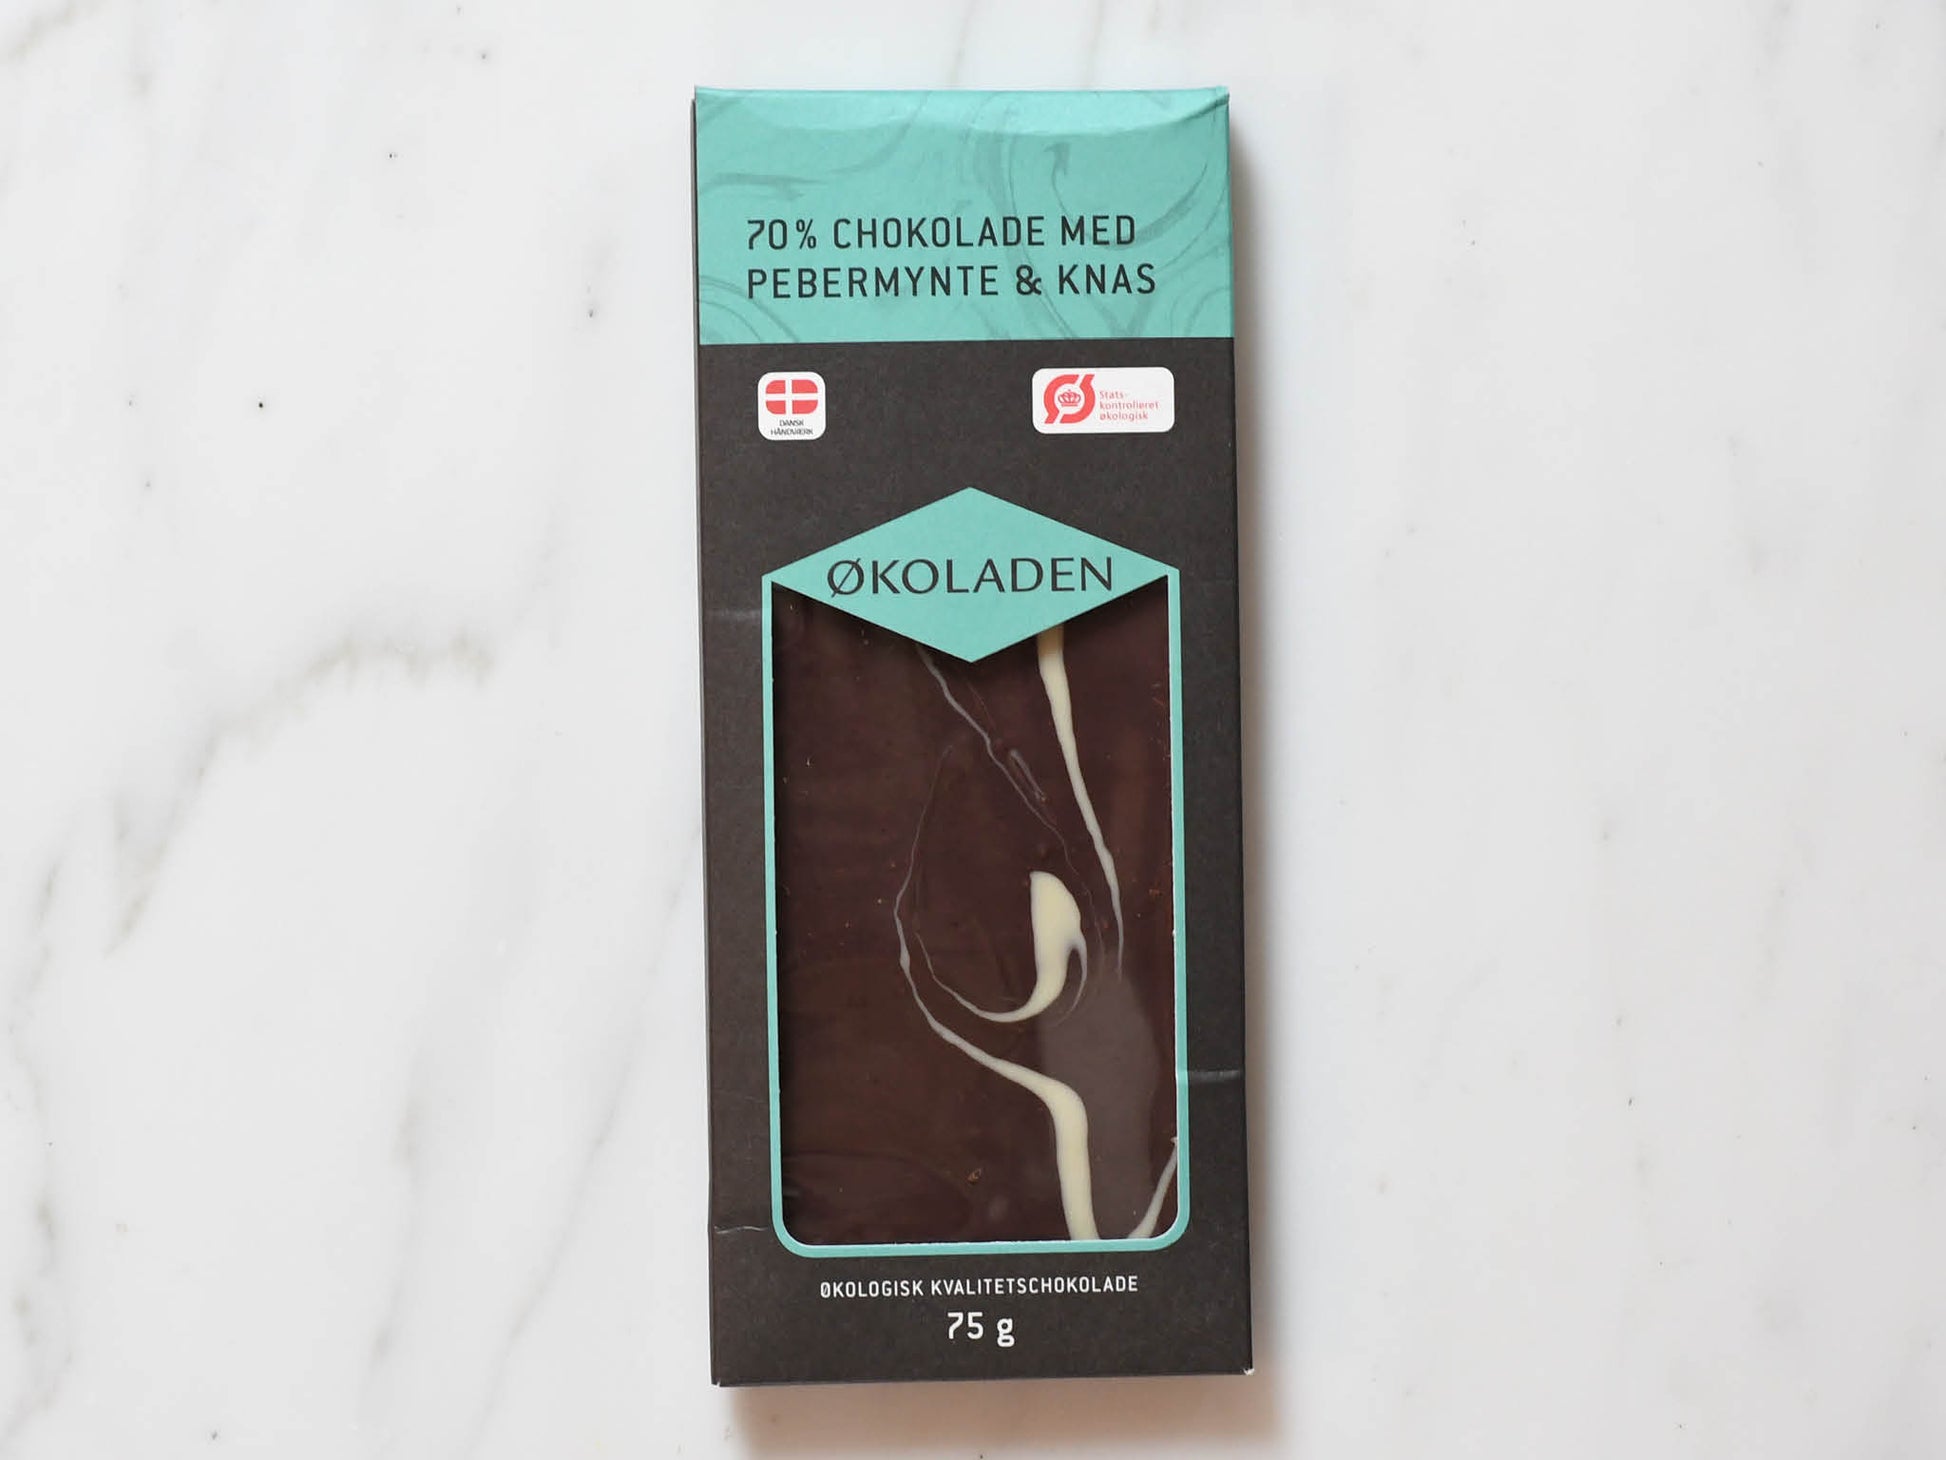 70% CHOKOLADE MED
PEBERMYNTE & KNAS
DANSK
HÅNDVÆRK
Stats-
kontrolleret
økologisk
ØKOLADEN
ØKOLOGISK KVALITETSCHOKOLADE
75 g